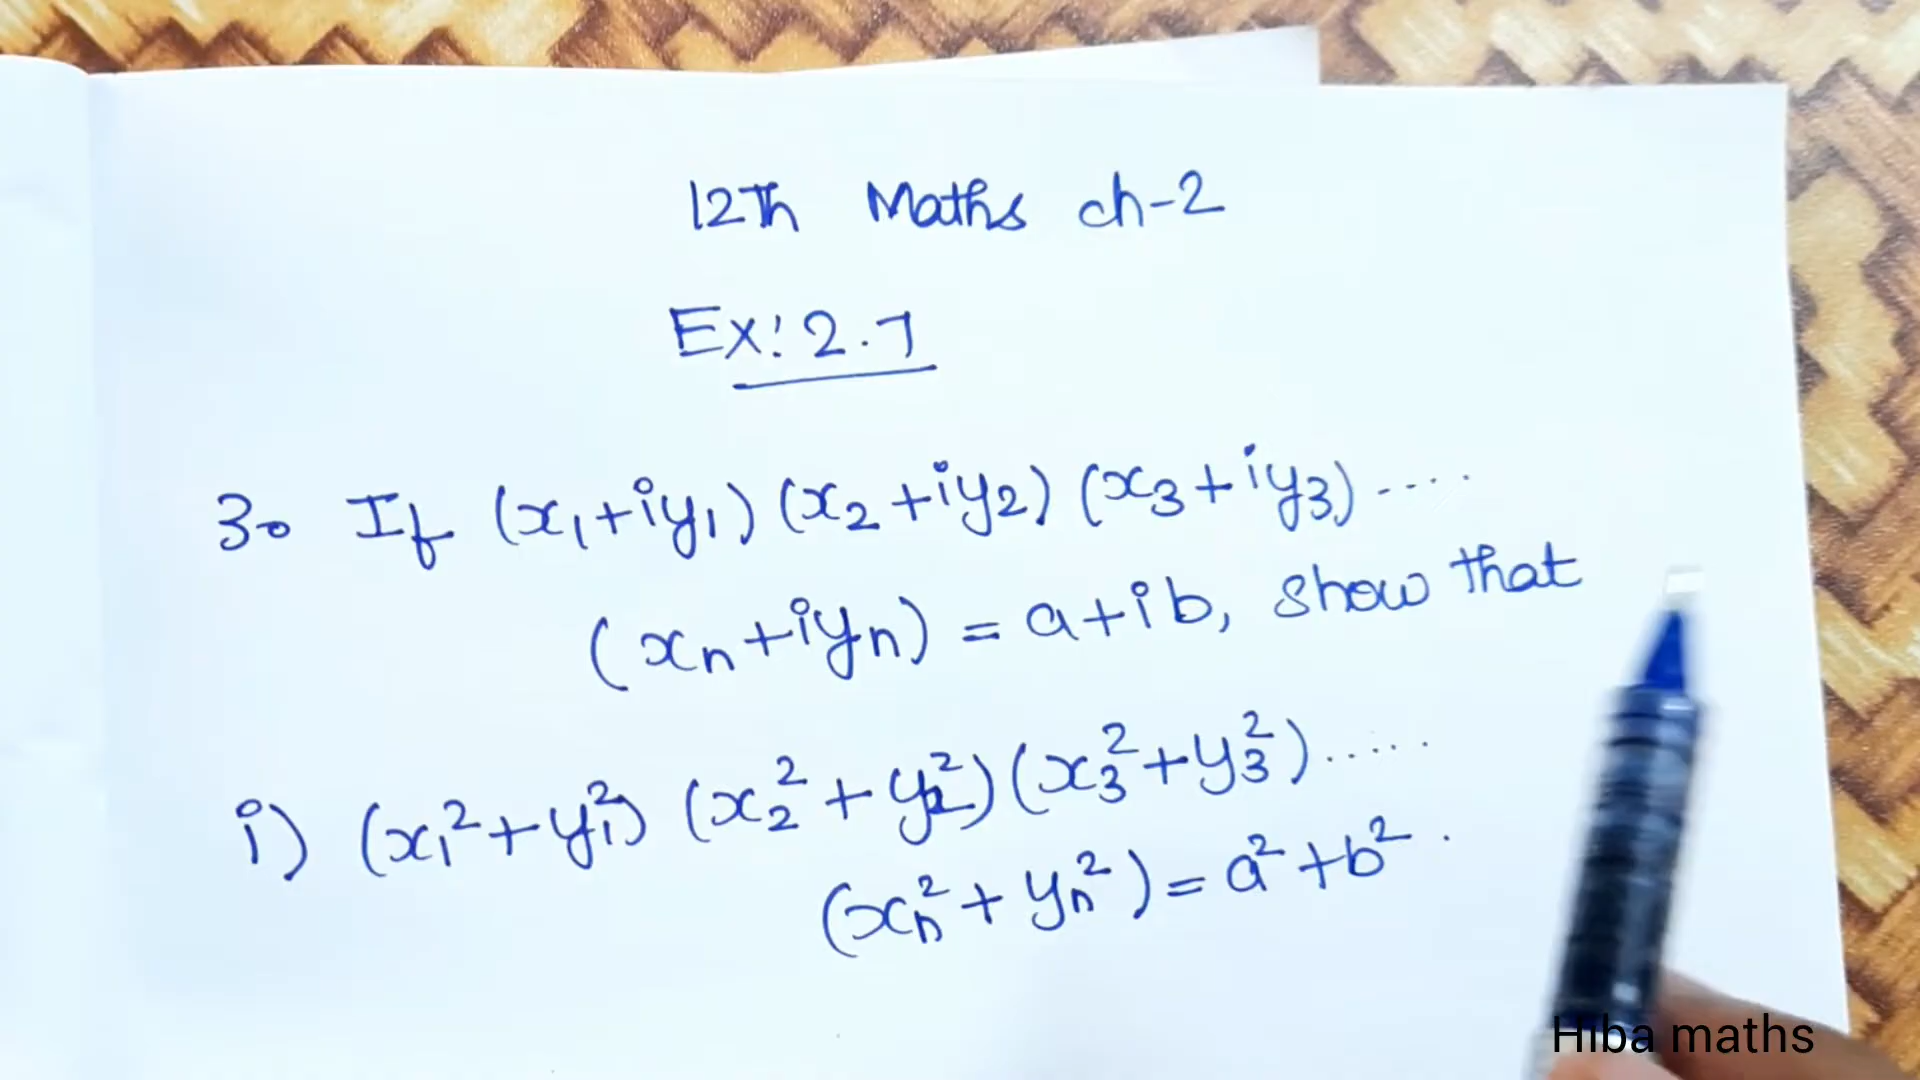 12Th Maths ch-2
Ex: 2.7
3. If (x₁+iy₁) (x₂+iy₂) (x₃+iy₃) ....
(xₙ+iyₙ) = a+ib, show that
i) (x₁²+y₁²) (x₂²+y₂²) (x₃²+y₃²) .....
(xₙ²+yₙ²) = a²+b².
Hiba maths